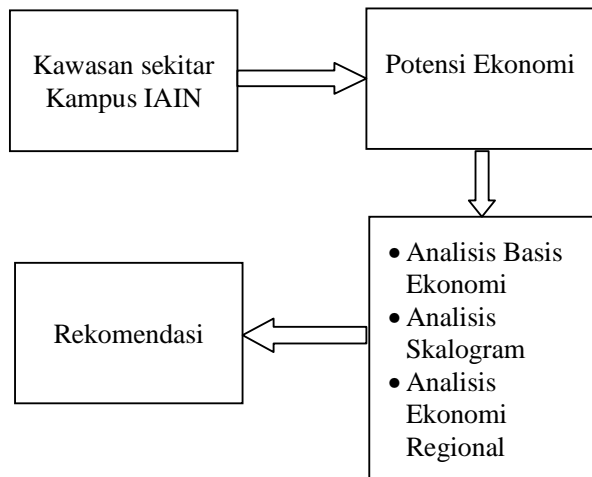 Kawasan sekitar
Kampus IAIN
Potensi Ekonomi
• Analisis Basis
Ekonomi
• Analisis
Skalogram
• Analisis
Ekonomi
Regional
Rekomendasi